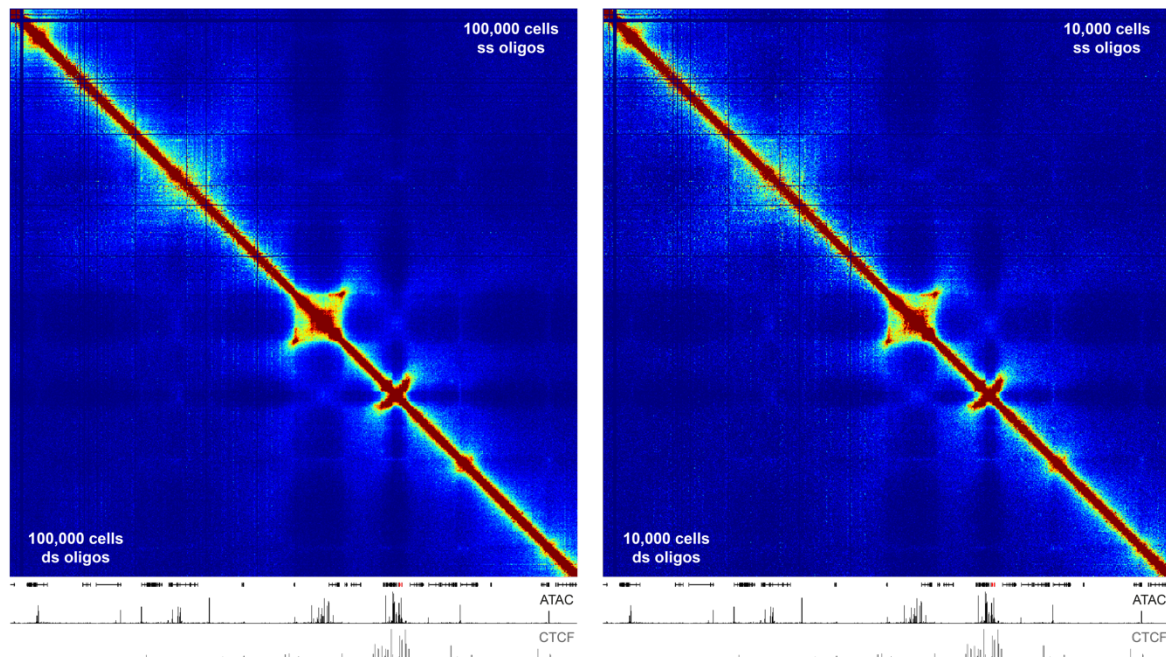 100,000 cells
ss oligos
100,000 cells
ds oligos
ATAC
CTCF
10,000 cells
ss oligos
10,000 cells
ds oligos
ATAC
CTCF